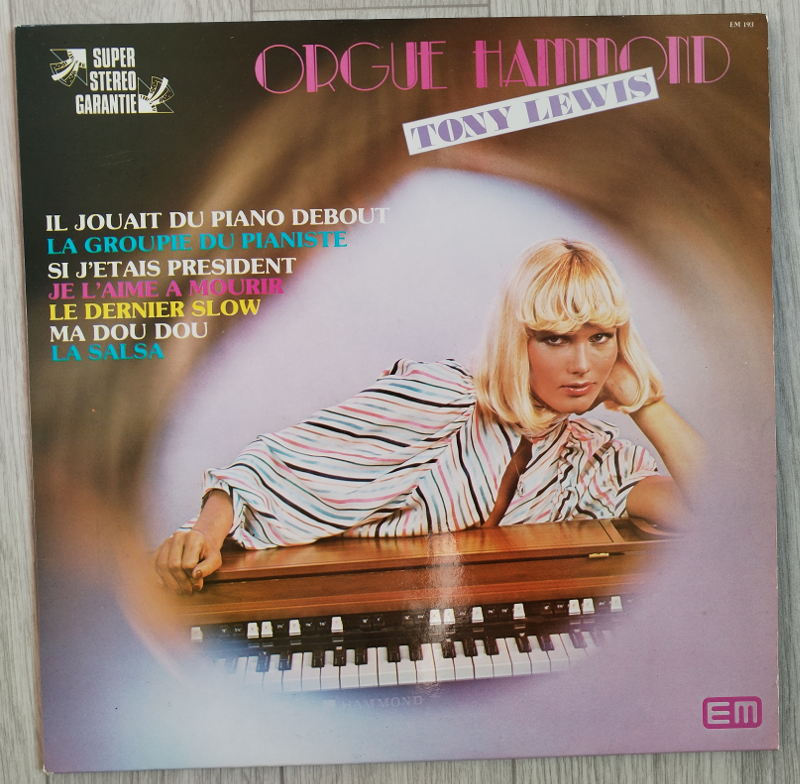 EM 193
SUPER
STEREO
GARANTIE
ORGUE HAMMOND
TONY LEWIS
IL JOUAIT DU PIANO DEBOUT
LA GROUPIE DU PIANISTE
SI J'ETAIS PRESIDENT
JE L'AIME A MOURIR
LE DERNIER SLOW
MA DOU DOU
LA SALSA
HAMMOND
EM